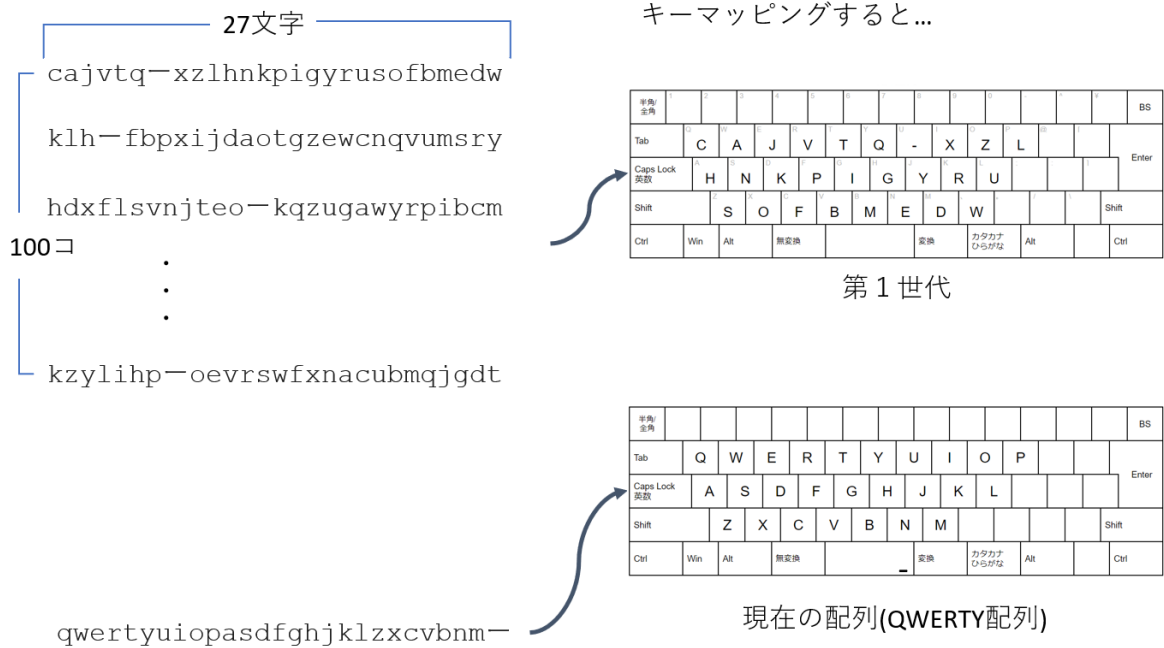 27文字
cajvtqーxzlhnkpigyrusofbmedw
klhーfbpxijdaotgzewcnqvumsry
hdxflsvnjteoーkqzugawyrpibcm
100コ
・
・
・
kzylihpーoevrswfxnacubmqjgdt
qwertyuiopasdfghjklzxcvbnmー
キーマッピングすると…
半角/
全角
1 2 3 4 5 6 7 8 9 0 - ^ ¥ BS
Q W E R T Y U I O P @ [
Tab C A J V T Q - X Z L Enter
A S D F G H J K L ; : ]
Caps Lock
英数
H N K P I G Y R U
Z X C V B N M , . / \
Shift S O F B M E D W Shift
Ctrl Win Alt 無変換 変換 カタカナ
ひらがな
Alt Ctrl
第１世代
半角/
全角
BS
Tab Q W E R T Y U I O P Enter
Caps Lock
英数
A S D F G H J K L
Shift Z X C V B N M Shift
Ctrl Win Alt 無変換 - 変換 カタカナ
ひらがな
Alt Ctrl
現在の配列(QWERTY配列)